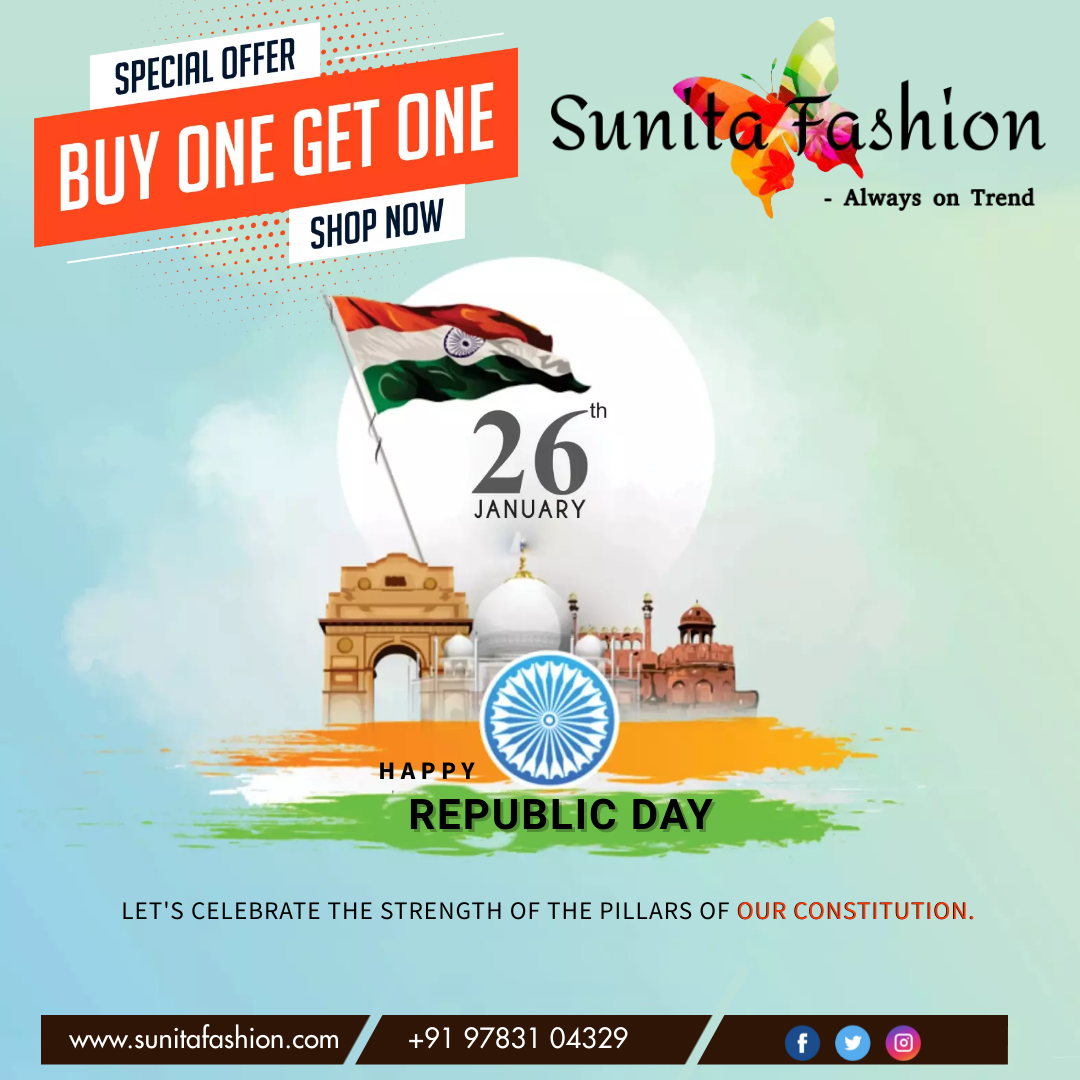 SPECIAL OFFER
BUY ONE GET ONE
SHOP NOW
Sunita Fashion
- Always on Trend
26th
JANUARY
HAPPY
REPUBLIC DAY
LET'S CELEBRATE THE STRENGTH OF THE PILLARS OF OUR CONSTITUTION.
www.sunitafashion.com +91 97831 04329